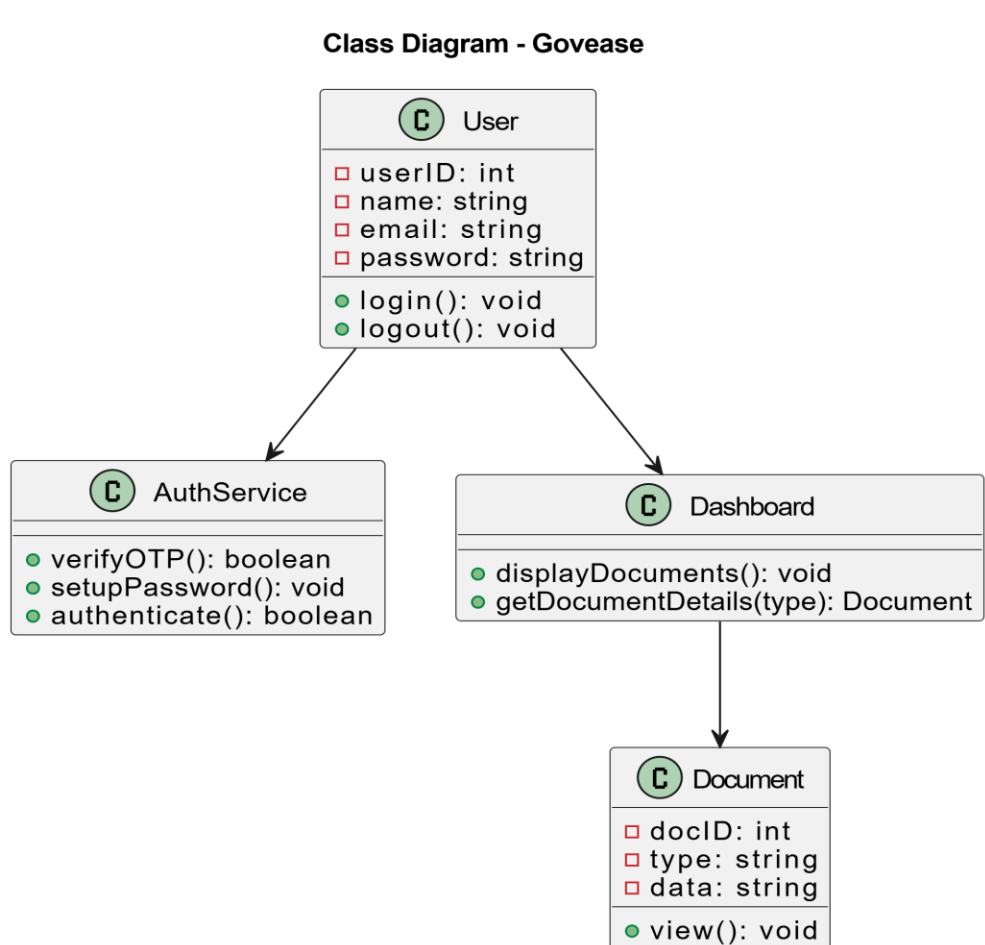 Class Diagram - Govease
C User
userID: int
name: string
email: string
password: string
login(): void
logout(): void
C AuthService
verifyOTP(): boolean
setupPassword(): void
authenticate(): boolean
C Dashboard
displayDocuments(): void
getDocumentDetails(type): Document
C Document
docID: int
type: string
data: string
view(): void